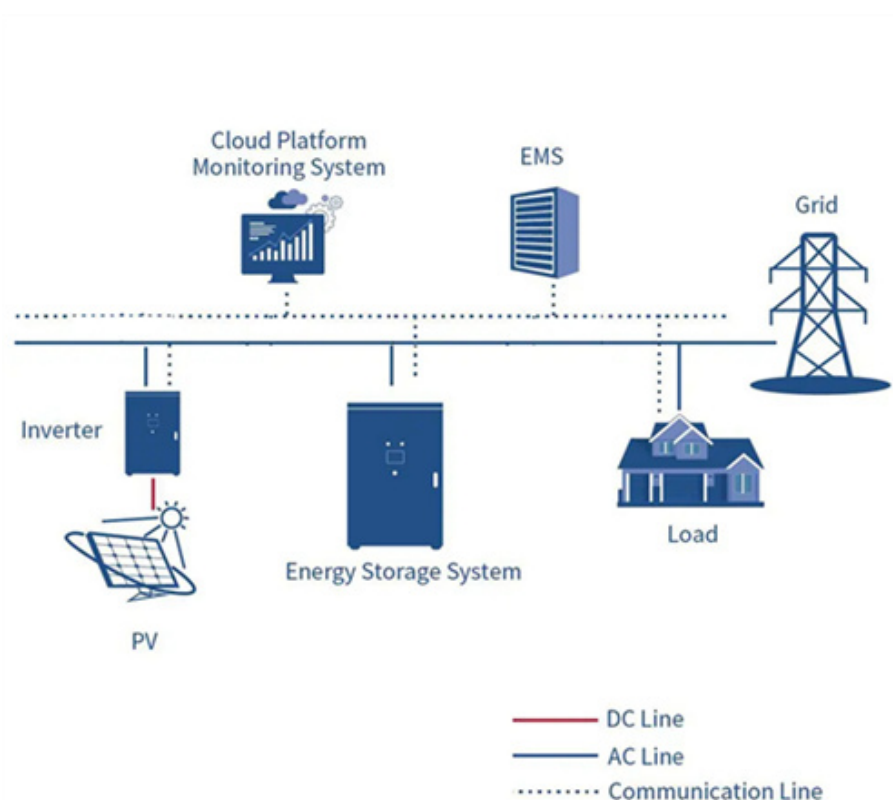 Cloud Platform
Monitoring System
EMS
Grid
Inverter
Load
Energy Storage System
PV
DC Line
AC Line
Communication Line